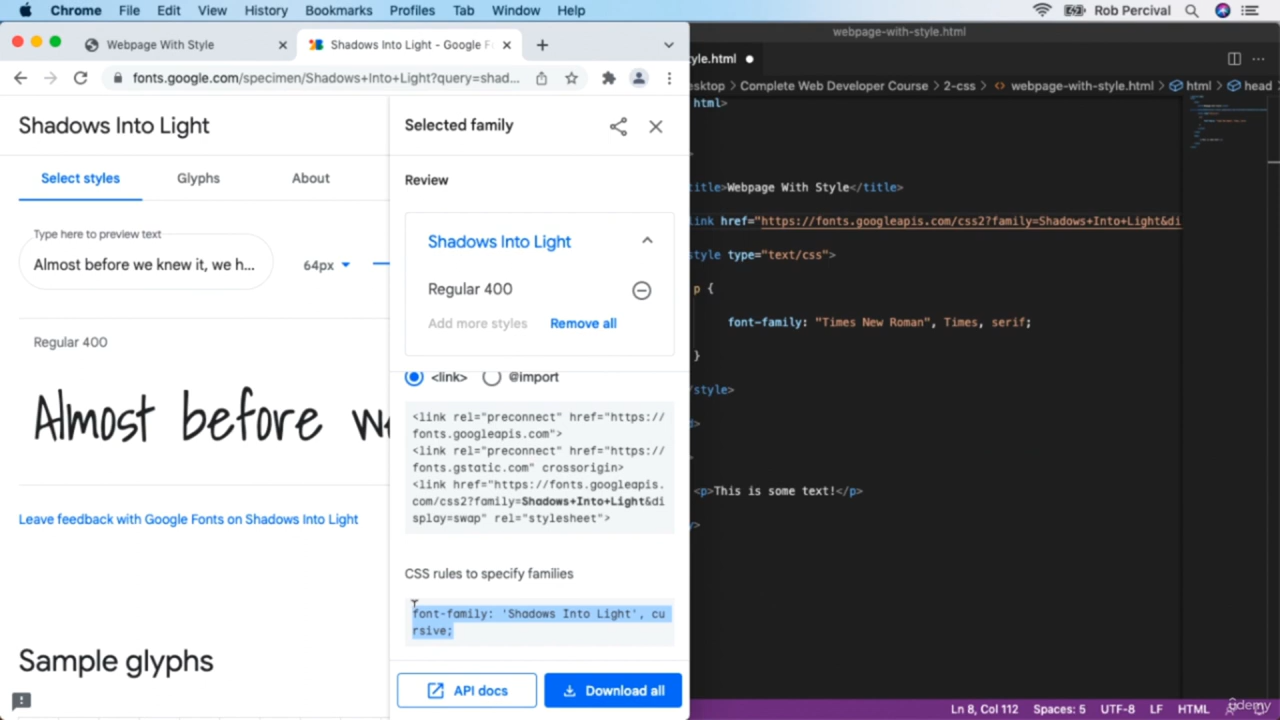 Chrome File Edit View History Bookmarks Profiles Tab Window Help Rob Percival
Webpage With Style
Shadows Into Light - Google F
fonts.google.com/specimen/Shadows+Into+Light?query=shad...
Shadows Into Light
Select styles Glyphs About
Type here to preview text
Almost before we knew it, we h...
64px
Regular 400
Almost before we
Leave feedback with Google Fonts on Shadows Into Light
Sample glyphs
Selected family
Review
Shadows Into Light
Regular 400
Add more styles Remove all
<link> @import
<link rel="preconnect" href="https://
fonts.googleapis.com">
<link rel="preconnect" href="https://
fonts.gstatic.com" crossorigin>
<link href="https://fonts.googleapis.
com/css2?family=Shadows+Into+Light&di
splay=swap" rel="stylesheet">
CSS rules to specify families
font-family: 'Shadows Into Light', cu
rsive;
API docs Download all
webpage-with-style.html
yle.html
esktop > Complete Web Developer Course > 2-css > webpage-with-style.html > html > head
html>
itle>Webpage With Style</title>
ink href="https://fonts.googleapis.com/css2?family=Shadows+Into+Light&di
style type="text/css">
p {
font-family: "Times New Roman", Times, serif;
}
/style>
>
<p>This is some text!</p>
>
Ln 8, Col 112 Spaces: 5 UTF-8 LF HTML
ûdemy